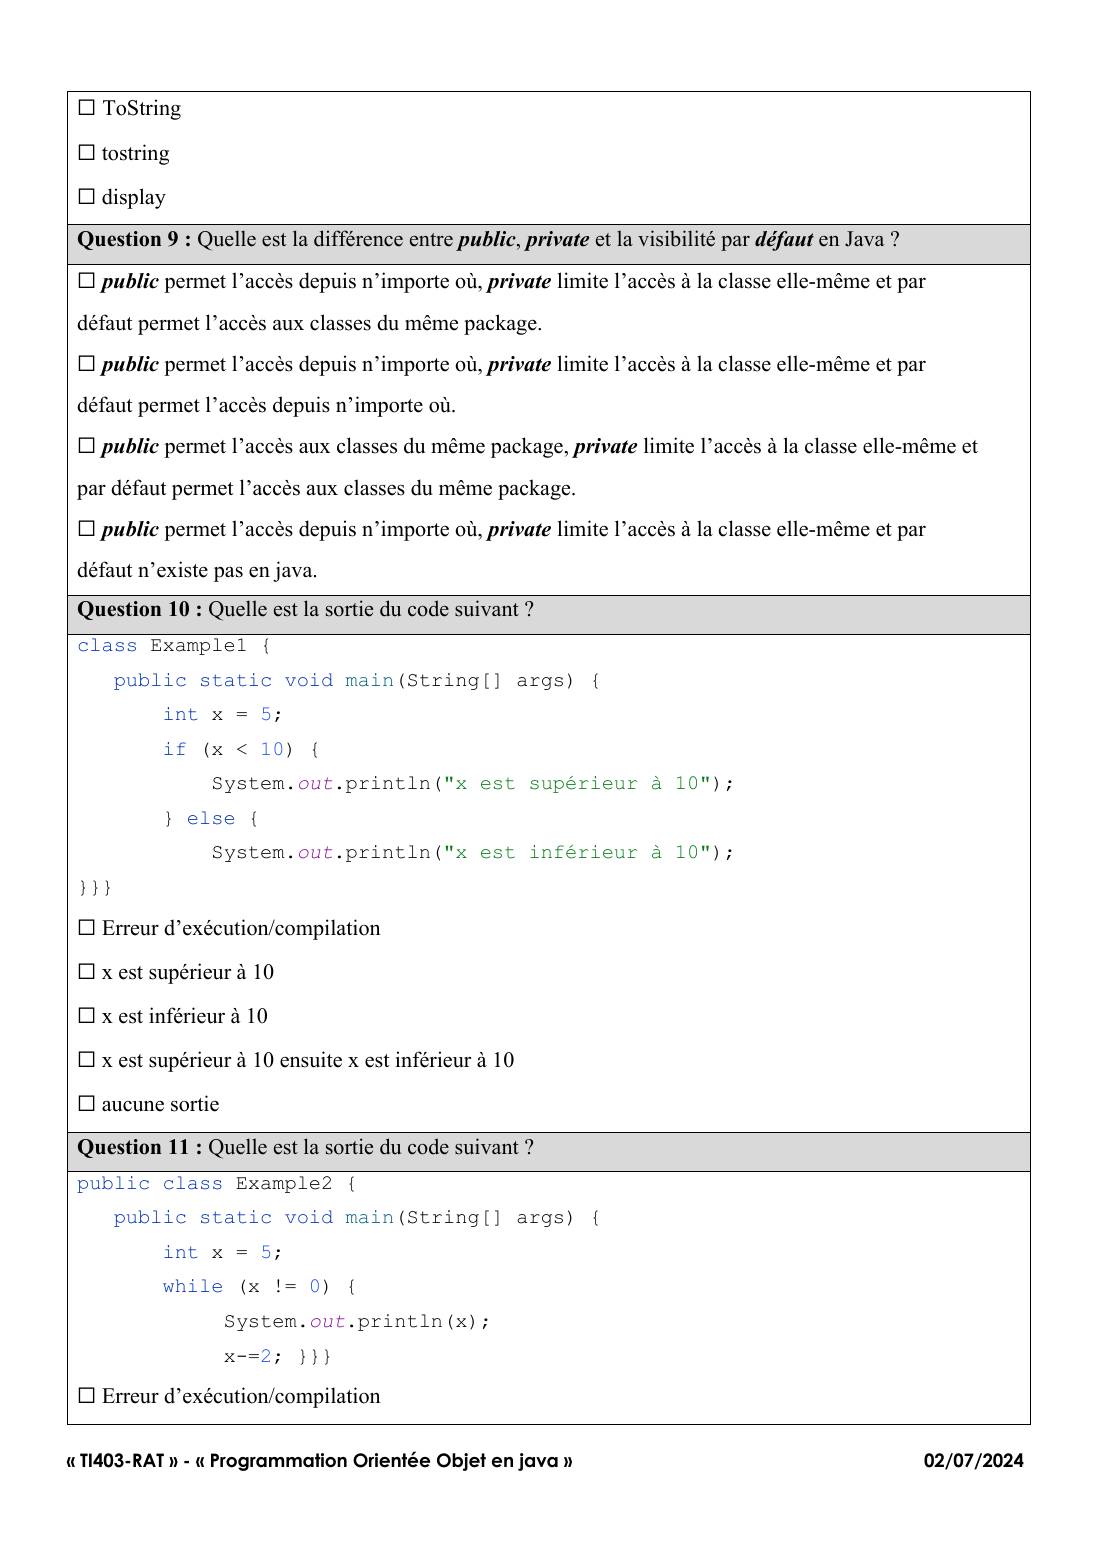 ☐ ToString
☐ tostring
☐ display
Question 9 : Quelle est la différence entre public, private et la visibilité par défaut en Java ?
☐ public permet l’accès depuis n’importe où, private limite l’accès à la classe elle-même et par
défaut permet l’accès aux classes du même package.
☐ public permet l’accès depuis n’importe où, private limite l’accès à la classe elle-même et par
défaut permet l’accès depuis n’importe où.
☐ public permet l’accès aux classes du même package, private limite l’accès à la classe elle-même et
par défaut permet l’accès aux classes du même package.
☐ public permet l’accès depuis n’importe où, private limite l’accès à la classe elle-même et par
défaut n’existe pas en java.
Question 10 : Quelle est la sortie du code suivant ?
class Example1 {
public static void main(String[] args) {
int x = 5;
if (x < 10) {
System.out.println("x est supérieur à 10");
} else {
System.out.println("x est inférieur à 10");
}}}
☐ Erreur d’exécution/compilation
☐ x est supérieur à 10
☐ x est inférieur à 10
☐ x est supérieur à 10 ensuite x est inférieur à 10
☐ aucune sortie
Question 11 : Quelle est la sortie du code suivant ?
public class Example2 {
public static void main(String[] args) {
int x = 5;
while (x != 0) {
System.out.println(x);
x-=2; }}}
☐ Erreur d’exécution/compilation
« TI403-RAT » - « Programmation Orientée Objet en java » 02/07/2024